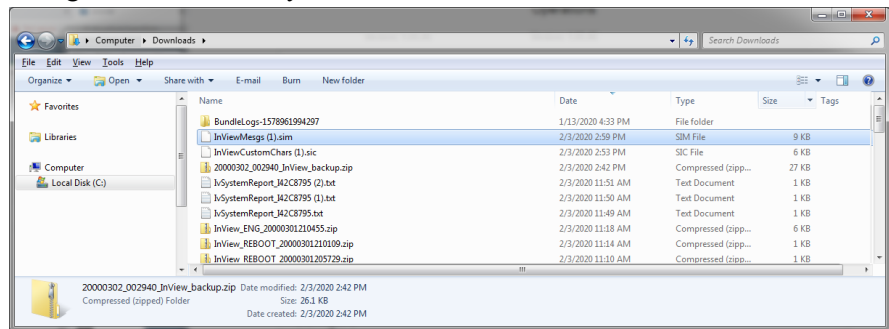 Computer ▸ Downloads ▸
Search Downloads
File Edit View Tools Help
Organize Open Share with E-mail Burn New folder
Favorites
Libraries
Computer
Local Disk (C:)
Name Date Type Size Tags
BundleLogs-1578961994297 1/13/2020 4:33 PM File folder
InViewMesgs (1).sim 2/3/2020 2:59 PM SIM File 9 KB
InViewCustomChars (1).sic 2/3/2020 2:53 PM SIC File 6 KB
20000302_002940_InView_backup.zip 2/3/2020 2:42 PM Compressed (zipp... 27 KB
IvSystemReport_J42C8795 (2).txt 2/3/2020 11:51 AM Text Document 1 KB
IvSystemReport_J42C8795 (1).txt 2/3/2020 11:50 AM Text Document 1 KB
IvSystemReport_J42C8795.txt 2/3/2020 11:49 AM Text Document 1 KB
InView_ENG_20000301210455.zip 2/3/2020 11:18 AM Compressed (zipp... 6 KB
InView_REBOOT_20000301210109.zip 2/3/2020 11:14 AM Compressed (zipp... 1 KB
InView_REBOOT_20000301205729.zip 2/3/2020 11:10 AM Compressed (zipp... 1 KB
20000302_002940_InView_backup.zip Date modified: 2/3/2020 2:42 PM
Compressed (zipped) Folder Size: 26.1 KB
Date created: 2/3/2020 2:42 PM